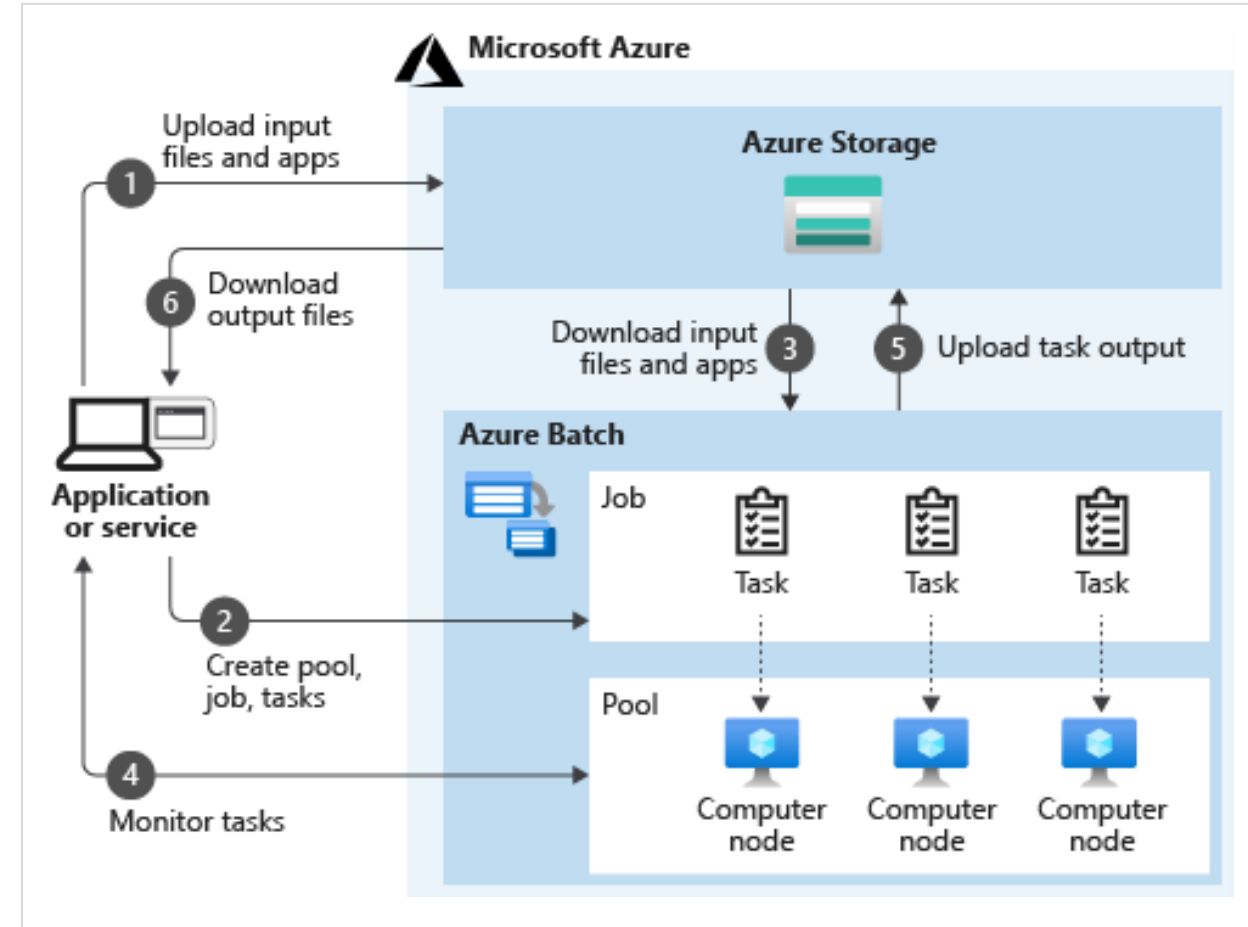 Microsoft Azure
Upload input
files and apps
1
Azure Storage
6
Download
output files
Download input
files and apps
3
5
Upload task output
Azure Batch
Application
or service
Job
Task
Task
Task
2
Create pool,
job, tasks
Pool
4
Monitor tasks
Computer
node
Computer
node
Computer
node